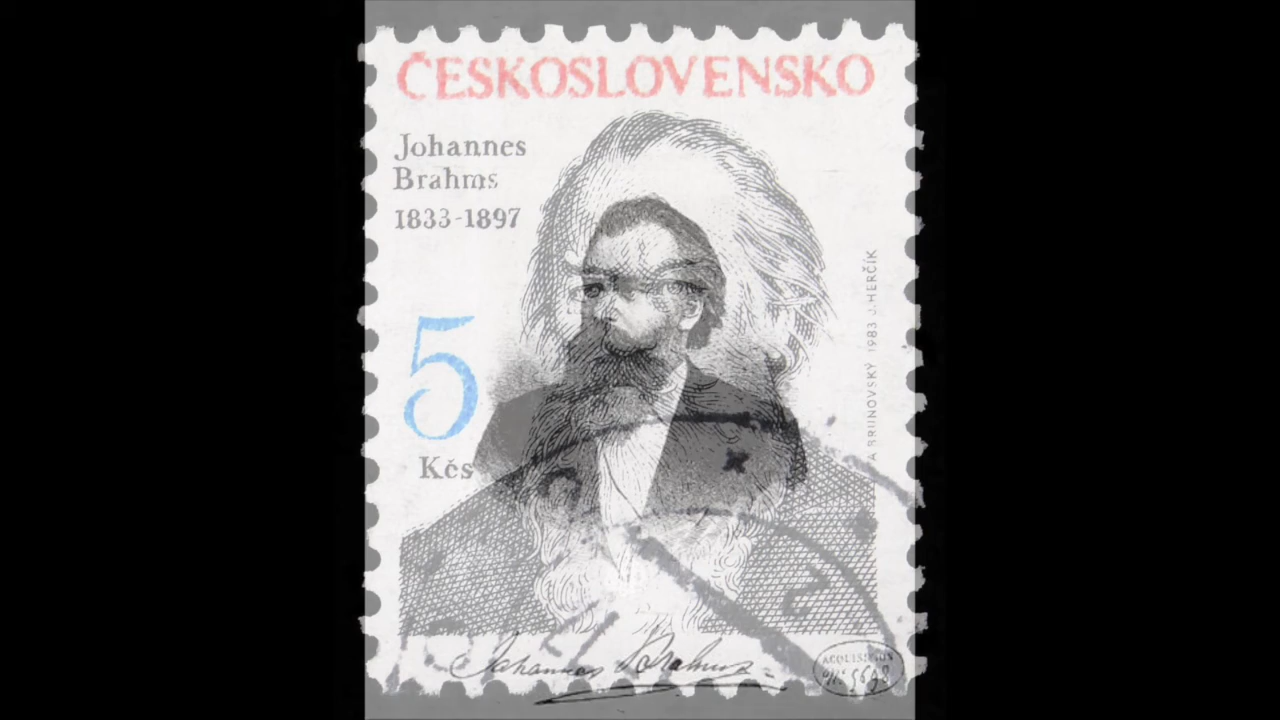 ČESKOSLOVENSKO
Johannes
Brahms
1833-1897
5
Kčs
A BRUNOVSKÝ 1983 J. HERČÍK
Johannes Brahms